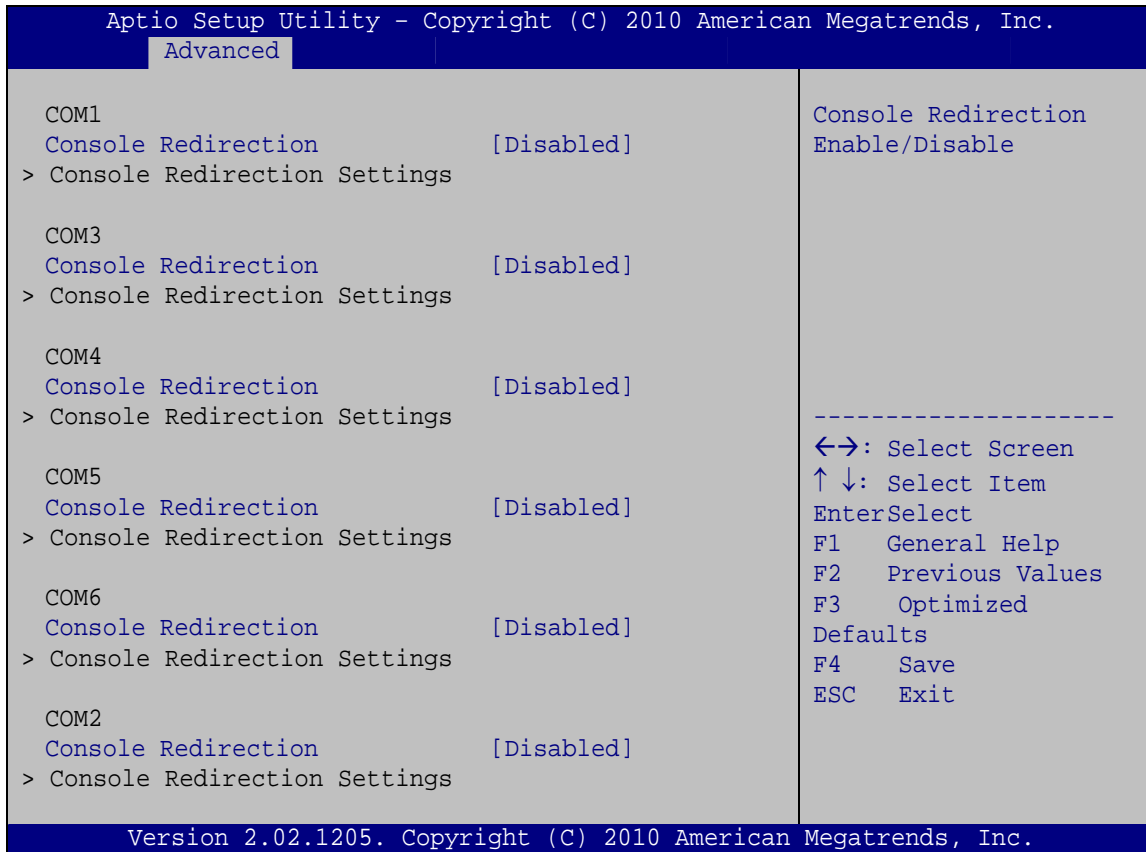 Aptio Setup Utility – Copyright (C) 2010 American Megatrends, Inc.
Advanced
COM1
Console Redirection [Disabled]
> Console Redirection Settings
COM3
Console Redirection [Disabled]
> Console Redirection Settings
COM4
Console Redirection [Disabled]
> Console Redirection Settings
COM5
Console Redirection [Disabled]
> Console Redirection Settings
COM6
Console Redirection [Disabled]
> Console Redirection Settings
COM2
Console Redirection [Disabled]
> Console Redirection Settings
Console Redirection
Enable/Disable
---------------------
←→: Select Screen
↑ ↓: Select Item
EnterSelect
F1 General Help
F2 Previous Values
F3 Optimized
Defaults
F4 Save
ESC Exit
Version 2.02.1205. Copyright (C) 2010 American Megatrends, Inc.